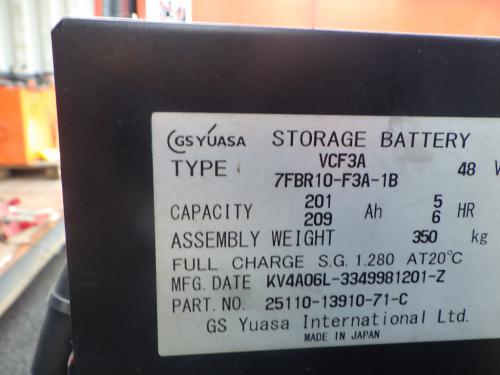 GS YUASA STORAGE BATTERY
TYPE VCF3A 48 V
7FBR10-F3A-1B
CAPACITY 201 Ah 5 HR
209 6
ASSEMBLY WEIGHT 350 kg
FULL CHARGE S.G. 1.280 AT20℃
MFG. DATE KV4A06L-3349981201-Z
PART. NO. 25110-13910-71-C
GS Yuasa International Ltd.
MADE IN JAPAN